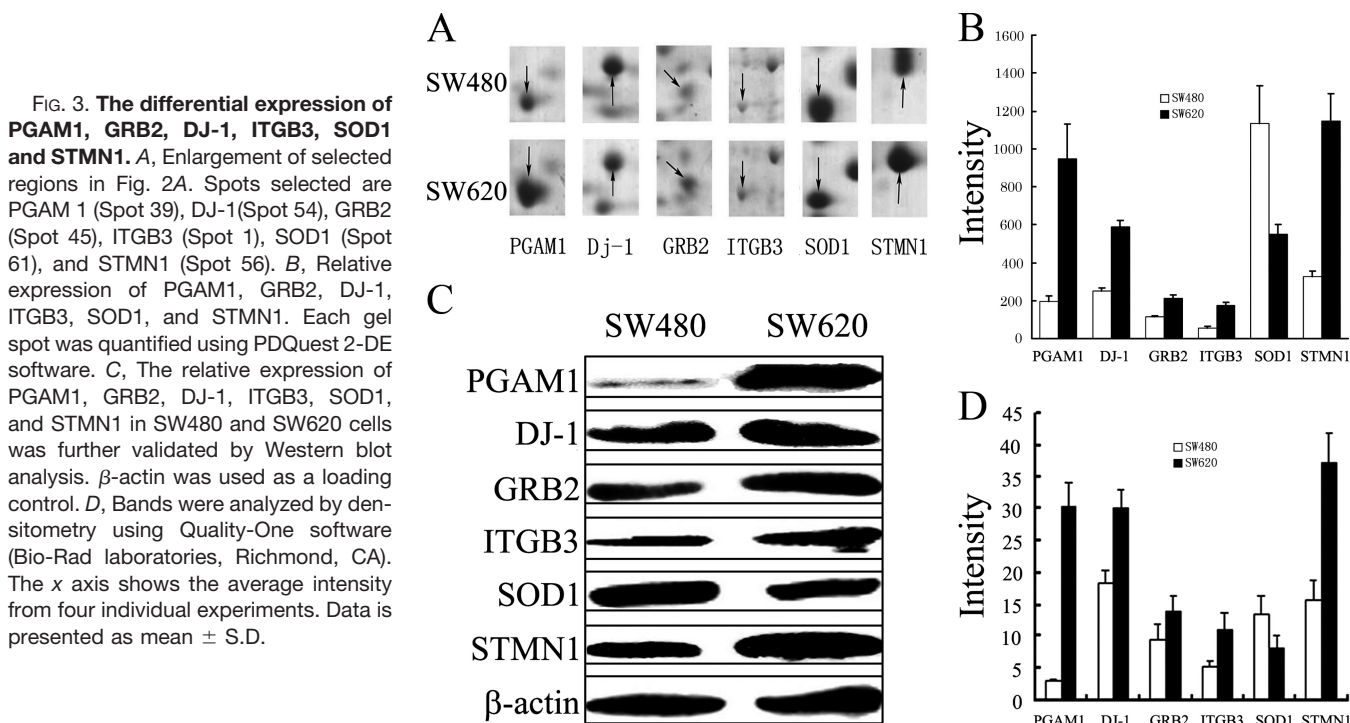 FIG. 3. The differential expression of
PGAM1, GRB2, DJ-1, ITGB3, SOD1
and STMN1. A, Enlargement of selected
regions in Fig. 2A. Spots selected are
PGAM 1 (Spot 39), DJ-1(Spot 54), GRB2
(Spot 45), ITGB3 (Spot 1), SOD1 (Spot
61), and STMN1 (Spot 56). B, Relative
expression of PGAM1, GRB2, DJ-1,
ITGB3, SOD1, and STMN1. Each gel
spot was quantified using PDQuest 2-DE
software. C, The relative expression of
PGAM1, GRB2, DJ-1, ITGB3, SOD1,
and STMN1 in SW480 and SW620 cells
was further validated by Western blot
analysis. β-actin was used as a loading
control. D, Bands were analyzed by den-
sitometry using Quality-One software
(Bio-Rad laboratories, Richmond, CA).
The x axis shows the average intensity
from four individual experiments. Data is
presented as mean ± S.D.
A
SW480
SW620
PGAM1 Dj-1 GRB2 ITGB3 SOD1 STMN1
B
Intensity
1600
1400
1200
1000
800
600
400
200
0
SW480
SW620
PGAM1 DJ-1 GRB2 ITGB3 SOD1 STMN1
C
SW480 SW620
PGAM1
DJ-1
GRB2
ITGB3
SOD1
STMN1
β-actin
D
Intensity
45
40
35
30
25
20
15
10
5
0
SW480
SW620
PGAM1 DJ-1 GRB2 ITGB3 SOD1 STMN1